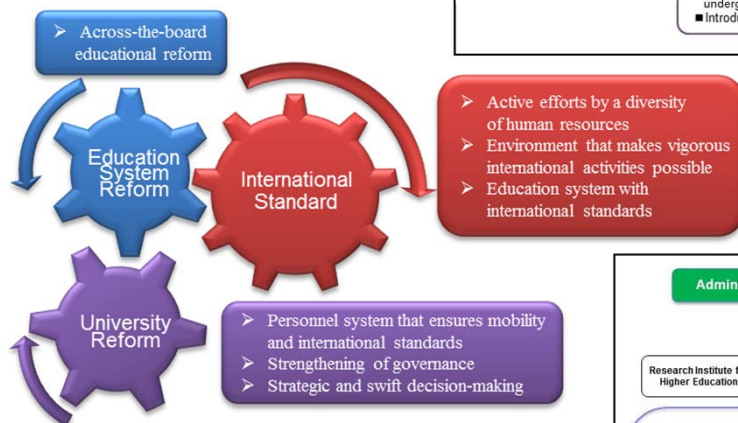 ➢ Across-the-board
educational reform
Education
System
Reform
International
Standard
➢ Active efforts by a diversity
of human resources
➢ Environment that makes vigorous
international activities possible
➢ Education system with
international standards
University
Reform
➢ Personnel system that ensures mobility
and international standards
➢ Strengthening of governance
➢ Strategic and swift decision-making
Research Institute
Higher Education